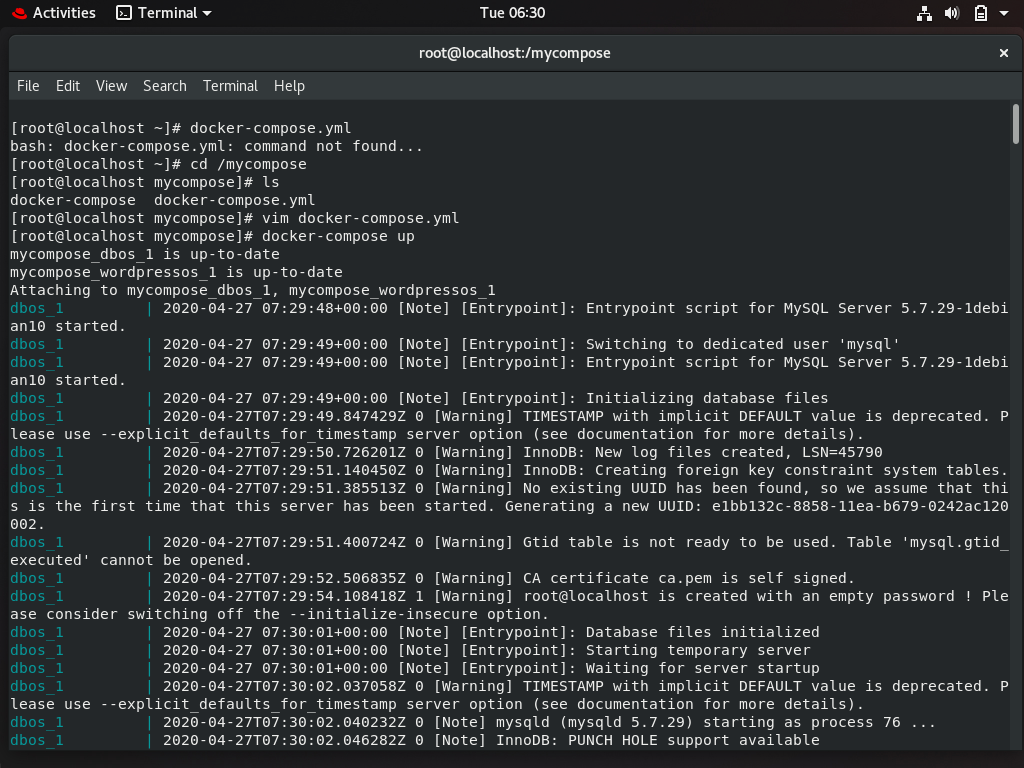 Activities Terminal Tue 06:30
root@localhost:/mycompose ×
File Edit View Search Terminal Help
[root@localhost ~]# docker-compose.yml
bash: docker-compose.yml: command not found...
[root@localhost ~]# cd /mycompose
[root@localhost mycompose]# ls
docker-compose  docker-compose.yml
[root@localhost mycompose]# vim docker-compose.yml
[root@localhost mycompose]# docker-compose up
mycompose_dbos_1 is up-to-date
mycompose_wordpressos_1 is up-to-date
Attaching to mycompose_dbos_1, mycompose_wordpressos_1
dbos_1         | 2020-04-27 07:29:48+00:00 [Note] [Entrypoint]: Entrypoint script for MySQL Server 5.7.29-1debi
an10 started.
dbos_1         | 2020-04-27 07:29:49+00:00 [Note] [Entrypoint]: Switching to dedicated user 'mysql'
dbos_1         | 2020-04-27 07:29:49+00:00 [Note] [Entrypoint]: Entrypoint script for MySQL Server 5.7.29-1debi
an10 started.
dbos_1         | 2020-04-27 07:29:49+00:00 [Note] [Entrypoint]: Initializing database files
dbos_1         | 2020-04-27T07:29:49.847429Z 0 [Warning] TIMESTAMP with implicit DEFAULT value is deprecated. P
lease use --explicit_defaults_for_timestamp server option (see documentation for more details).
dbos_1         | 2020-04-27T07:29:50.726201Z 0 [Warning] InnoDB: New log files created, LSN=45790
dbos_1         | 2020-04-27T07:29:51.140450Z 0 [Warning] InnoDB: Creating foreign key constraint system tables.
dbos_1         | 2020-04-27T07:29:51.385513Z 0 [Warning] No existing UUID has been found, so we assume that thi
s is the first time that this server has been started. Generating a new UUID: e1bb132c-8858-11ea-b679-0242ac120
002.
dbos_1         | 2020-04-27T07:29:51.400724Z 0 [Warning] Gtid table is not ready to be used. Table 'mysql.gtid_
executed' cannot be opened.
dbos_1         | 2020-04-27T07:29:52.506835Z 0 [Warning] CA certificate ca.pem is self signed.
dbos_1         | 2020-04-27T07:29:54.108418Z 1 [Warning] root@localhost is created with an empty password ! Ple
ase consider switching off the --initialize-insecure option.
dbos_1         | 2020-04-27 07:30:01+00:00 [Note] [Entrypoint]: Database files initialized
dbos_1         | 2020-04-27 07:30:01+00:00 [Note] [Entrypoint]: Starting temporary server
dbos_1         | 2020-04-27 07:30:01+00:00 [Note] [Entrypoint]: Waiting for server startup
dbos_1         | 2020-04-27T07:30:02.037058Z 0 [Warning] TIMESTAMP with implicit DEFAULT value is deprecated. P
lease use --explicit_defaults_for_timestamp server option (see documentation for more details).
dbos_1         | 2020-04-27T07:30:02.040232Z 0 [Note] mysqld (mysqld 5.7.29) starting as process 76 ...
dbos_1         | 2020-04-27T07:30:02.046282Z 0 [Note] InnoDB: PUNCH HOLE support available